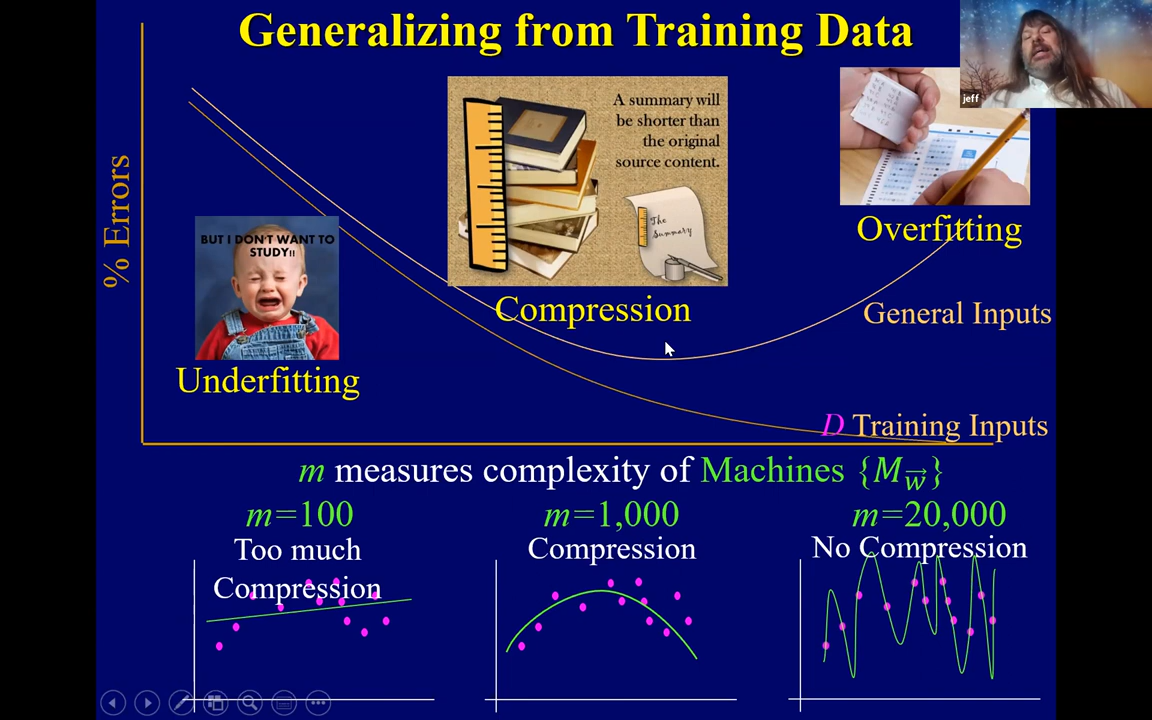 Generalizing from Training Data
jeff
A summary will
be shorter than
the original
source content.
The
Summary
% Errors
BUT I DON'T WANT TO
STUDY!!
Overfitting
Compression
General Inputs
Underfitting
D Training Inputs
m measures complexity of Machines {M_w⃗}
m=100
m=1,000
m=20,000
Too much
Compression
Compression
No Compression